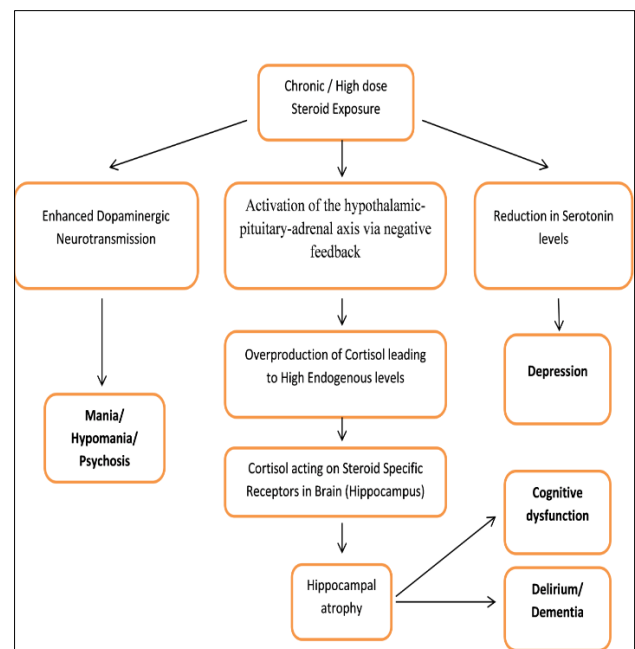 Chronic / High dose
Steroid Exposure
Enhanced Dopaminergic
Neurotransmission
Activation of the hypothalamic-
pituitary-adrenal axis via negative
feedback
Reduction in Serotonin
levels
Mania/
Hypomania/
Psychosis
Overproduction of Cortisol leading
to High Endogenous levels
Depression
Cortisol acting on Steroid Specific
Receptors in Brain (Hippocampus)
Cognitive
dysfunction
Hippocampal
atrophy
Delirium/
Dementia